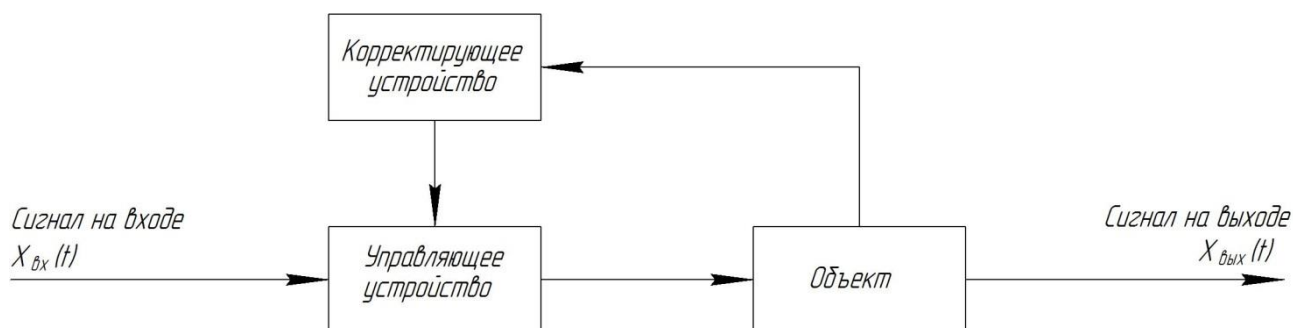 Корректирующее
устройство
Сигнал на входе
X вх (t)
Управляющее
устройство
Объект
Сигнал на выходе
X вых (t)